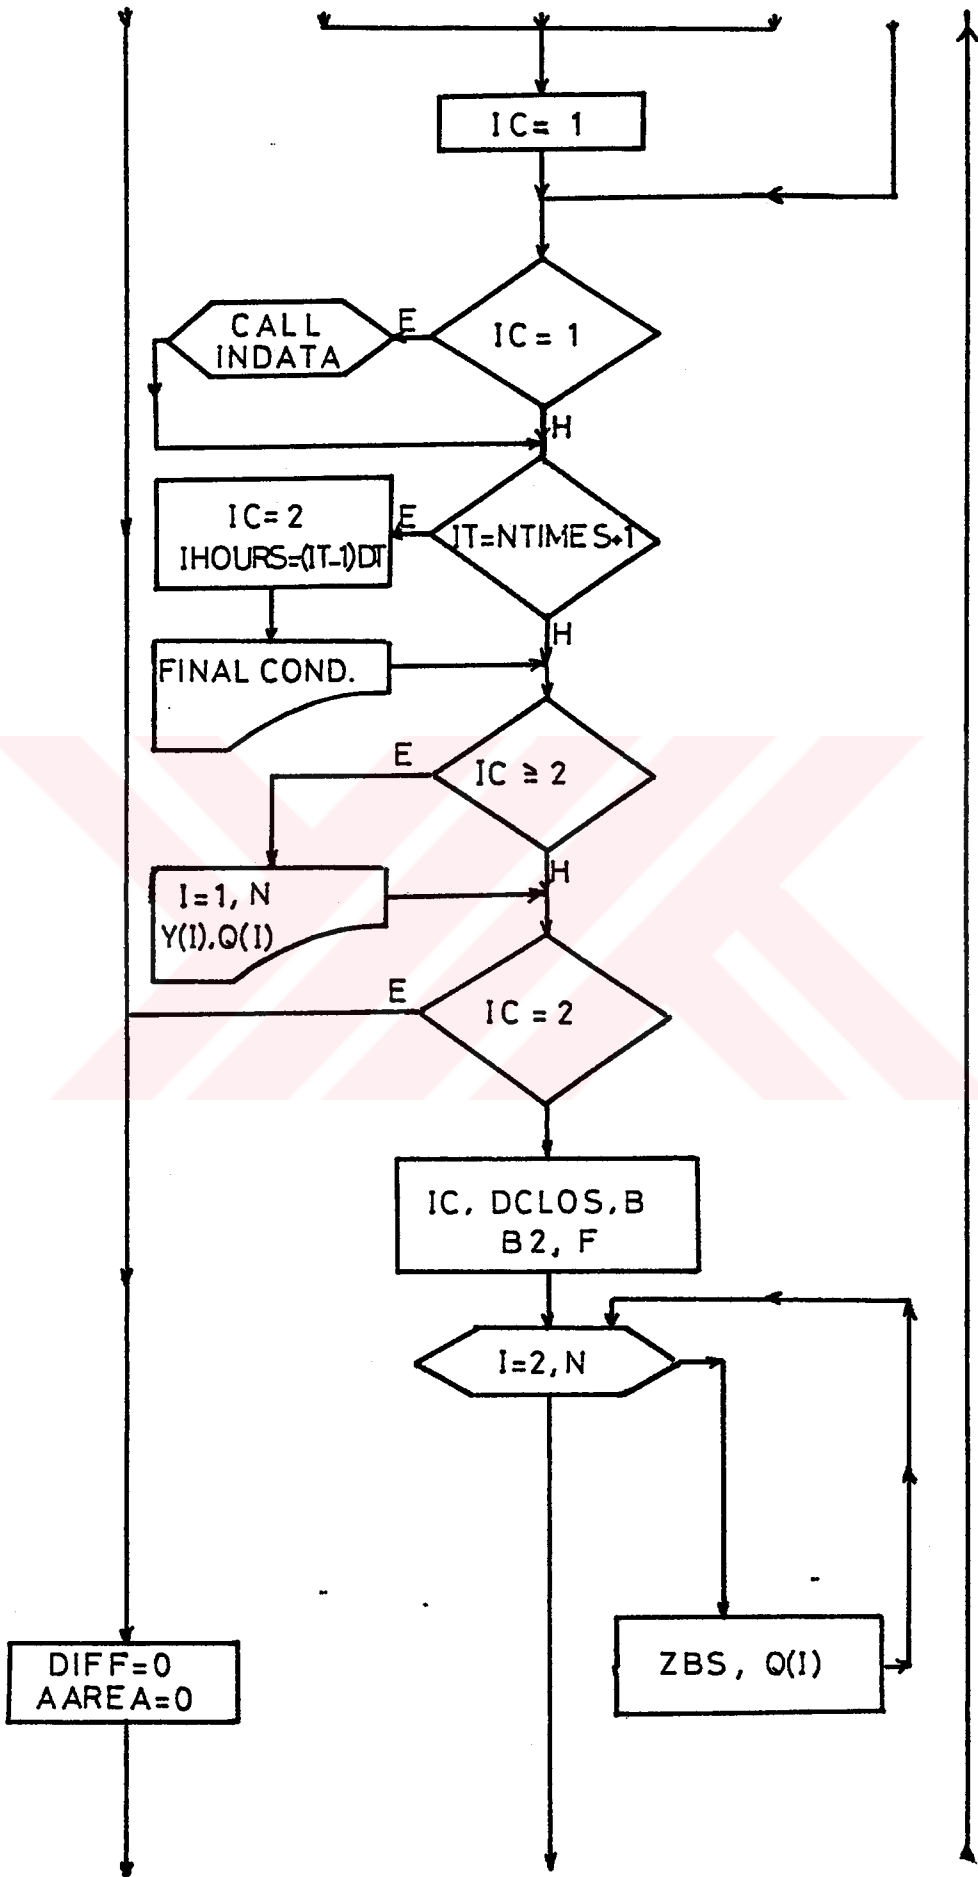 IC= 1
E
IC= 1
CALL
INDATA
H
E
IT=NTIMES+1
IC=2
IHOURS=(IT-1)DT
H
FINAL COND.
E
IC ≥ 2
H
I=1, N
Y(I),Q(I)
E
IC = 2
IC, DCLOS, B
B2, F
I=2, N
ZBS, Q(I)
DIFF=0
AAREA=0